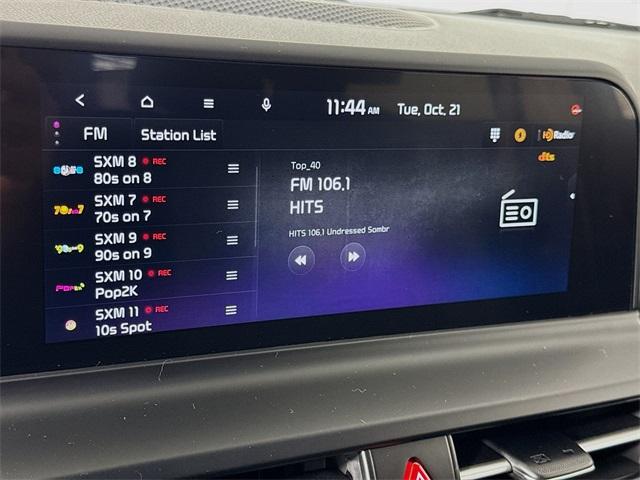 11:44 AM Tue, Oct, 21
FM Station List HD Radio
dts
SXM 8 REC
80s on 8
SXM 7 REC
70s on 7
SXM 9 REC
90s on 9
SXM 10 REC
Pop2K
SXM 11 REC
10s Spot
Top_40
FM 106.1
HITS
HITS 106.1 Undressed Sombr